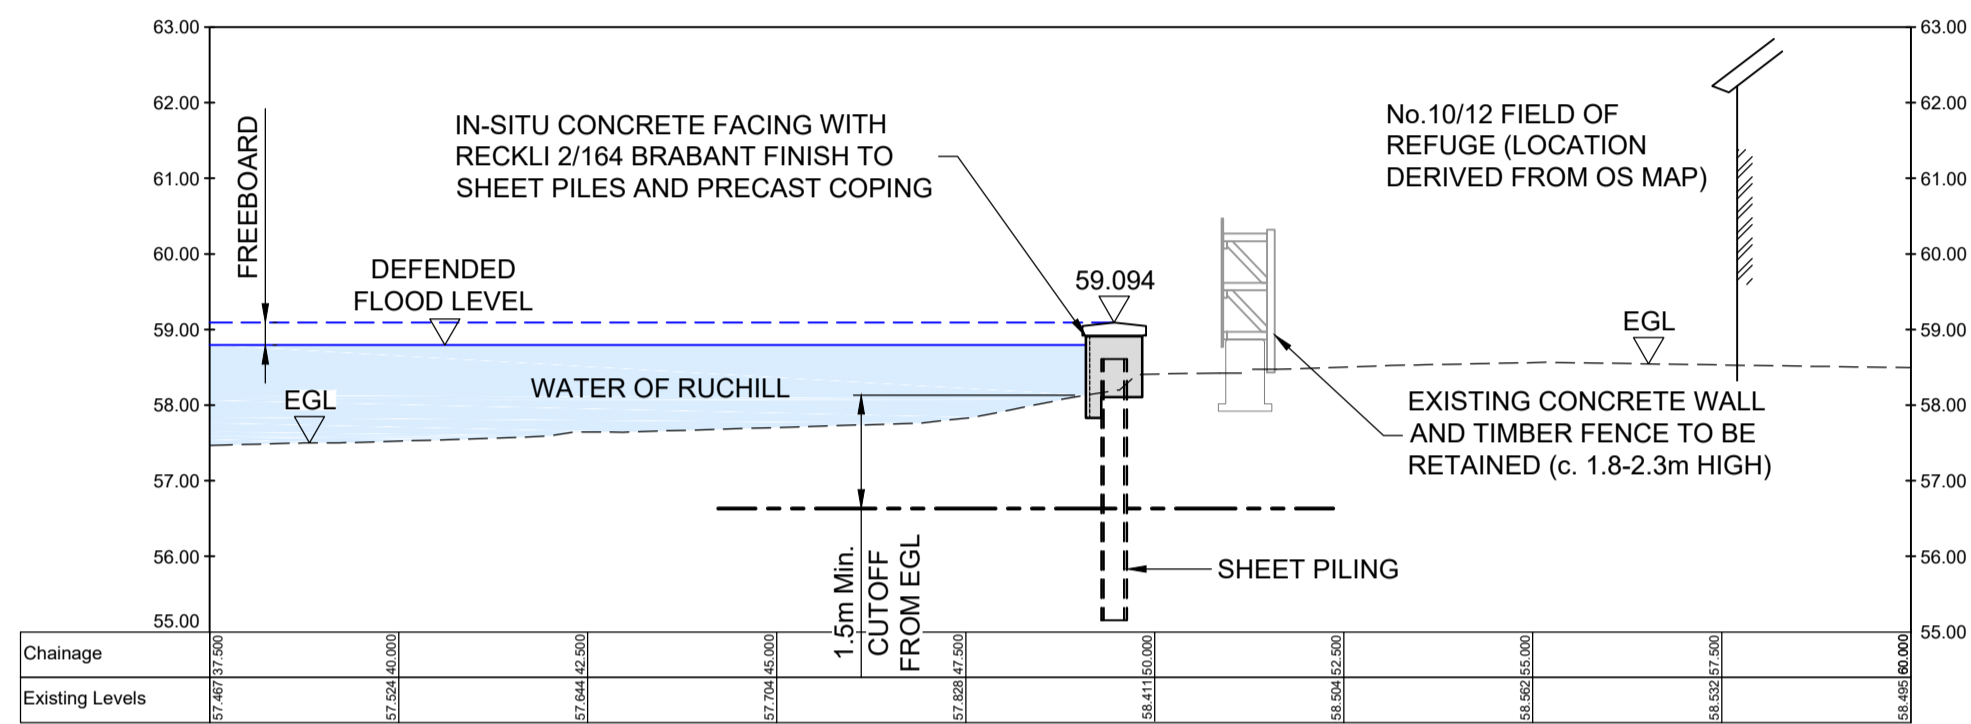 63.00
62.00
61.00
60.00
59.00
58.00
57.00
56.00
55.00
FREEBOARD
DEFENDED
FLOOD LEVEL
IN-SITU CONCRETE FACING WITH
RECKLI 2/164 BRABANT FINISH TO
SHEET PILES AND PRECAST COPING
59.094
No.10/12 FIELD OF
REFUGE (LOCATION
DERIVED FROM OS MAP)
EGL
WATER OF RUCHILL
EGL
EXISTING CONCRETE WALL
AND TIMBER FENCE TO BE
RETAINED (c. 1.8-2.3m HIGH)
1.5m Min.
CUTOFF
FROM EGL
SHEET PILING
63.00
62.00
61.00
60.00
59.00
58.00
57.00
56.00
55.00
Chainage
37.500
40.000
42.500
45.000
47.500
50.000
52.500
55.000
57.500
60.000
Existing Levels
57.467
57.524
57.644
57.704
57.828
58.411
58.504
58.562
58.532
58.495